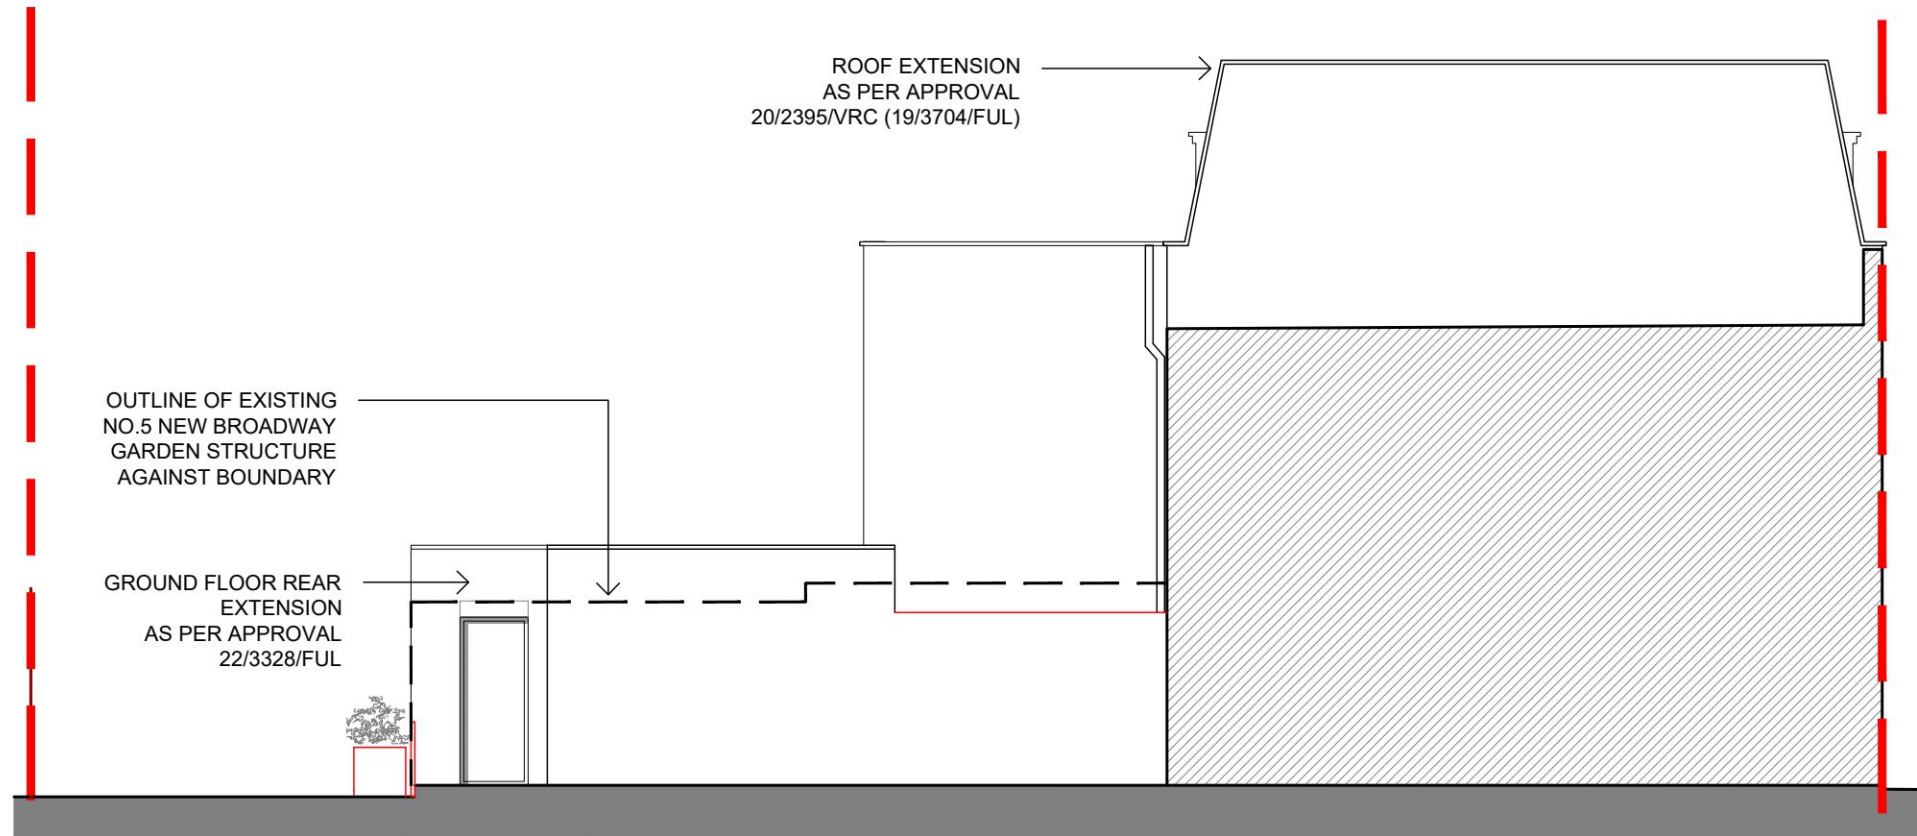 ROOF EXTENSION
AS PER APPROVAL
20/2395/VRC (19/3704/FUL)
OUTLINE OF EXISTING
NO.5 NEW BROADWAY
GARDEN STRUCTURE
AGAINST BOUNDARY
GROUND FLOOR REAR
EXTENSION
AS PER APPROVAL
22/3328/FUL